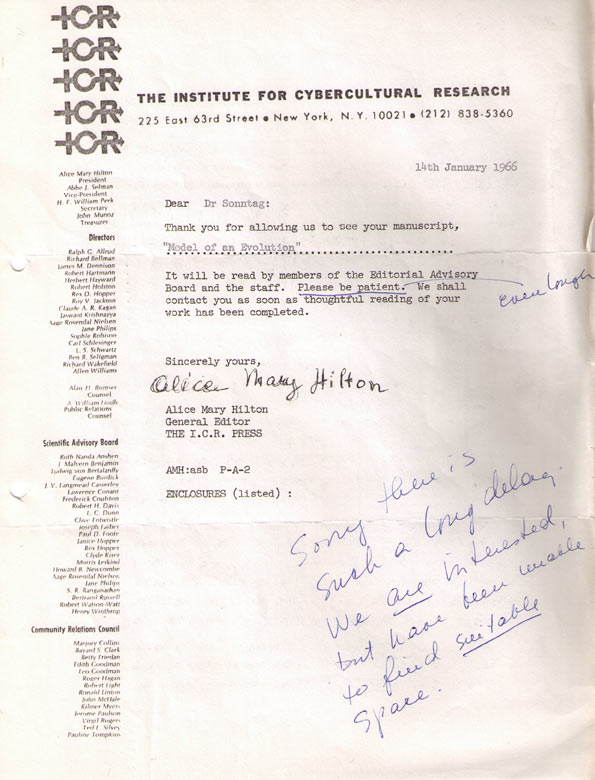 ICR
ICR
ICR
ICR
ICR
THE INSTITUTE FOR CYBERCULTURAL RESEARCH
225 East 63rd Street ● New York, N.Y. 10021 ● (212) 838-5360
14th January 1966
Dear Dr Sonntag:
Thank you for allowing us to see your manuscript,
"Model of an Evolution"
It will be read by members of the Editorial Advisory
Board and the staff. Please be patient. We shall
contact you as soon as thoughtful reading of your
work has been completed.
even longer
Sincerely yours,
Alice Mary Hilton
Alice Mary Hilton
General Editor
THE I.C.R. PRESS
AMH:asb P-A-2
ENCLOSURES (listed) :
Sorry there is
such a long delay.
We are interested,
but have been unable
to find suitable
space.
Alice Mary Hilton
President
Abbe J. Selman
Vice-President
H. F. William Perk
Secretary
John Munoz
Treasurer
Directors
Ralph G. Allrud
Richard Bellman
James M. Dennison
Robert Hartmann
Herbert Hayward
Robert Holston
Rex D. Hopper
Roy V. Jackson
Claude A. R. Kagan
Jaswant Krishnayya
Aage Rosendal Nielsen
Jane Philips
Sophie Robison
Carl Schlesinger
L. S. Schwartz
Ben B. Seligman
Richard Wakefield
Allen Williams
Alan H. Bomser
Counsel
Public Relations
Counsel
Scientific Advisory Board
Ruth Nanda Anshen
J. Malvern Benjamin
Ludwig von Bertalanffy
Eugene Burdick
J. V. Langmead Casserley
Lawrence Conant
Frederick Coulston
Robert H. Davis
L. C. Dunn
Clive Entwistle
Joseph Faiber
Paul D. Foote
Janice Hopper
Rex Hopper
Clyde Kiser
Morris Leskind
Howard B. Newcombe
Aage Rosendal Nielsen
Jane Philips
S. R. Ranganadan
Bertrand Russell
Robert Watson-Watt
Henry Winthrop
Community Relations Council
Marjory Collins
Bayard S. Clark
Betty Friedan
Edith Goodman
Leo Goodman
Roger Hagan
Robert Light
Ronald Linton
John McHale
Kilmer Myers
Jerome Paulson
Virgil Rogers
Ted E. Silvey
Pauline Tompkins